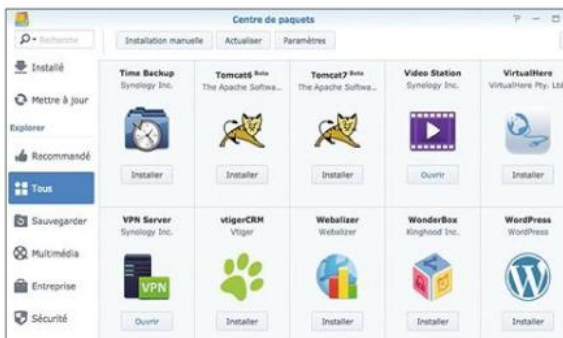 Centre de paquets
Recherche
Installation manuelle Actualiser Paramètres
Installé
Mettre à jour
Explorer
Recommandé
Tous
Sauvegarder
Multimédia
Entreprise
Sécurité
Time Backup Tomcat6 Beta Tomcat7 Beta Video Station VirtualHere
Synology Inc. The Apache Softwa... The Apache Softwa... Synology Inc. VirtualHere Pty. Ltd
Installer Installer Installer Ouvrir Installer
VPN Server vtigerCRM Webalizer WonderBox WordPress
Synology Inc. Vtiger Webalizer Kinghood Inc. WordPress
VPN
Ouvrir Installer Installer Installer Installer